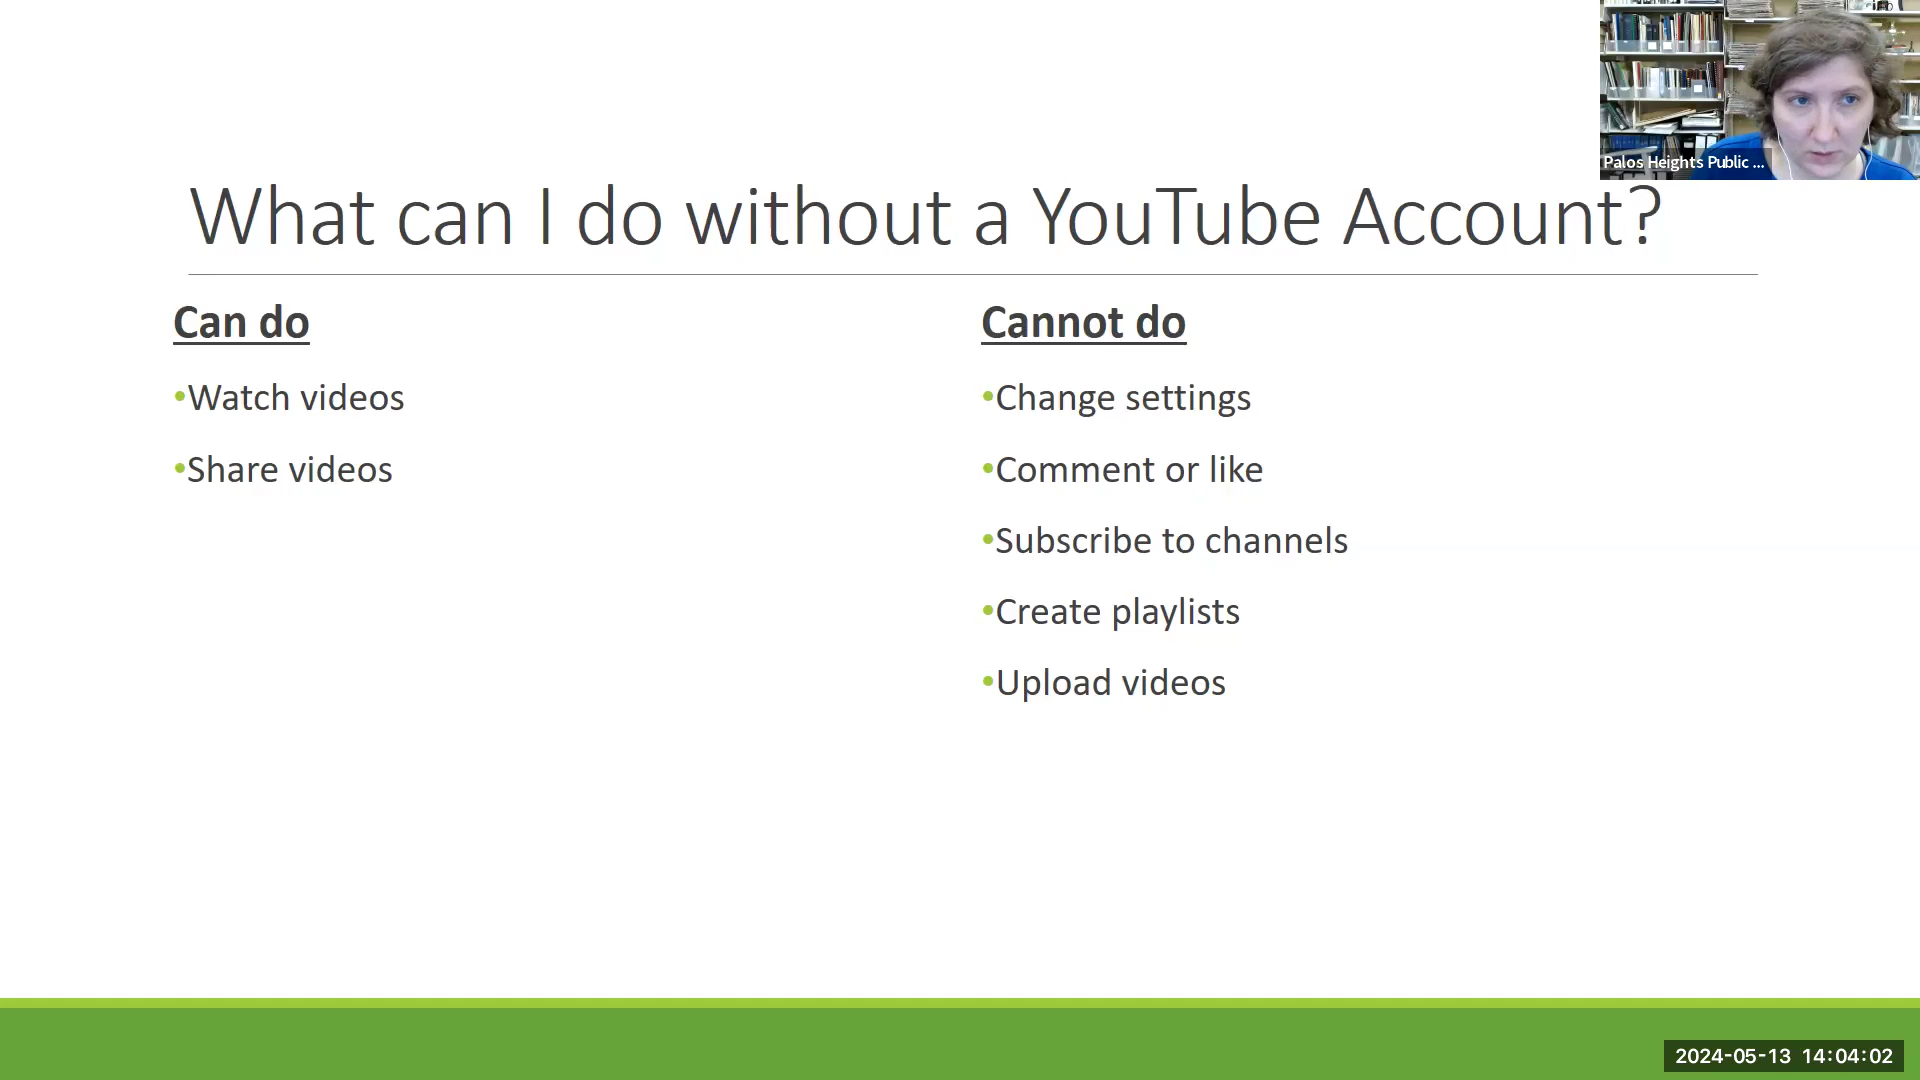 Palos Heights Public ...
What can I do without a YouTube Account?
Can do
•Watch videos
•Share videos
Cannot do
•Change settings
•Comment or like
•Subscribe to channels
•Create playlists
•Upload videos
2024-05-13 14:04:02